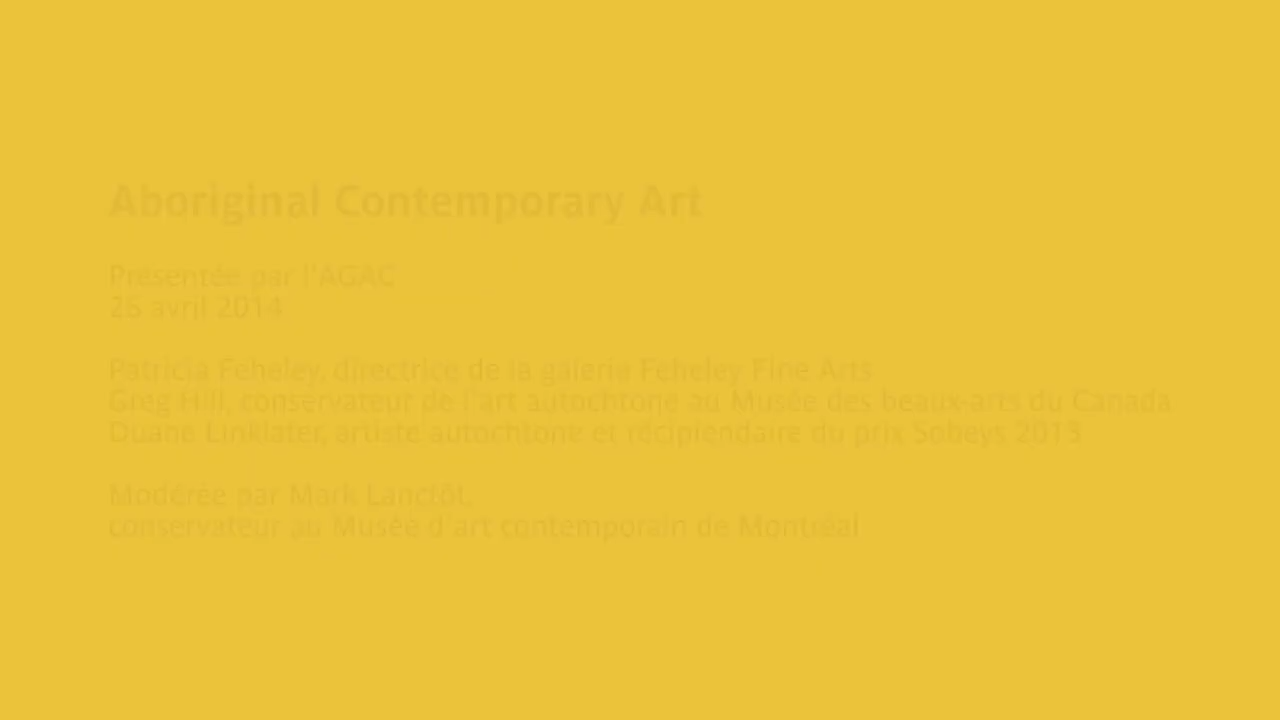 Aboriginal Contemporary Art
Présentée par l'AGAC
26 avril 2014
Patricia Feheley, directrice de la galerie Feheley Fine Arts
Greg Hill, conservateur de l'art autochtone au Musée des beaux-arts du Canada
Duane Linklater, artiste autochtone et récipiendaire du prix Sobeys 2013
Modérée par Mark Lanctôt,
conservateur au Musée d'art contemporain de Montréal